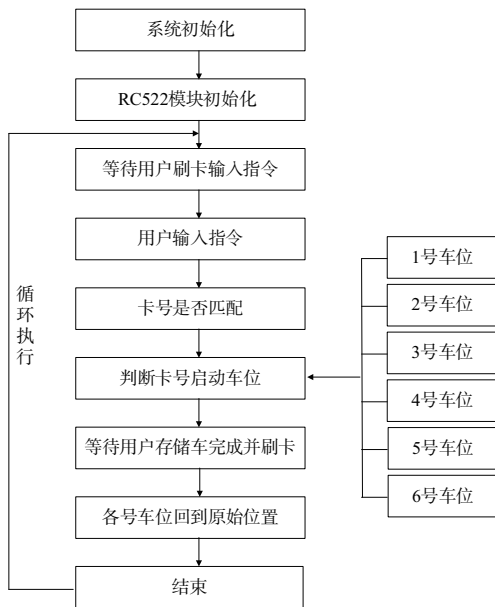 系统初始化
RC522模块初始化
等待用户刷卡输入指令
用户输入指令
卡号是否匹配
判断卡号启动车位
等待用户存储车完成并刷卡
各号车位回到原始位置
结束
循环执行
1号车位
2号车位
3号车位
4号车位
5号车位
6号车位